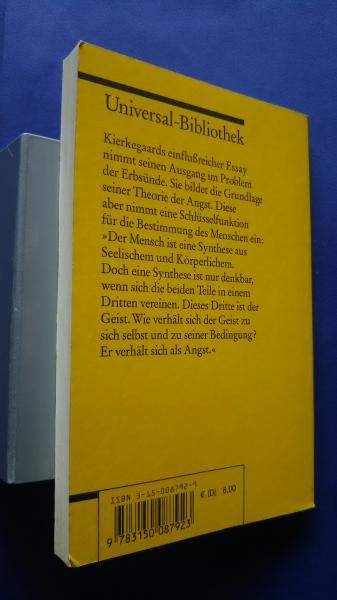 Universal-Bibliothek
Kierkegaards einflußreicher Essay
nimmt seinen Ausgang im Problem
der Erbsünde. Sie bildet die Grundlage
seiner Theorie der Angst. Diese
aber nimmt eine Schlüsselfunktion
für die Bestimmung des Menschen ein:
»Der Mensch ist eine Synthese aus
Seelischem und Körperlichem.
Doch eine Synthese ist nur denkbar,
wenn sich die beiden Teile in einem
Dritten vereinen. Dieses Dritte ist der
Geist. Wie verhält sich der Geist zu
sich selbst und zu seiner Bedingung?
Er verhält sich als Angst.«
ISBN 3-15-008792-9
€ (D) 6,00
9 783150 087923